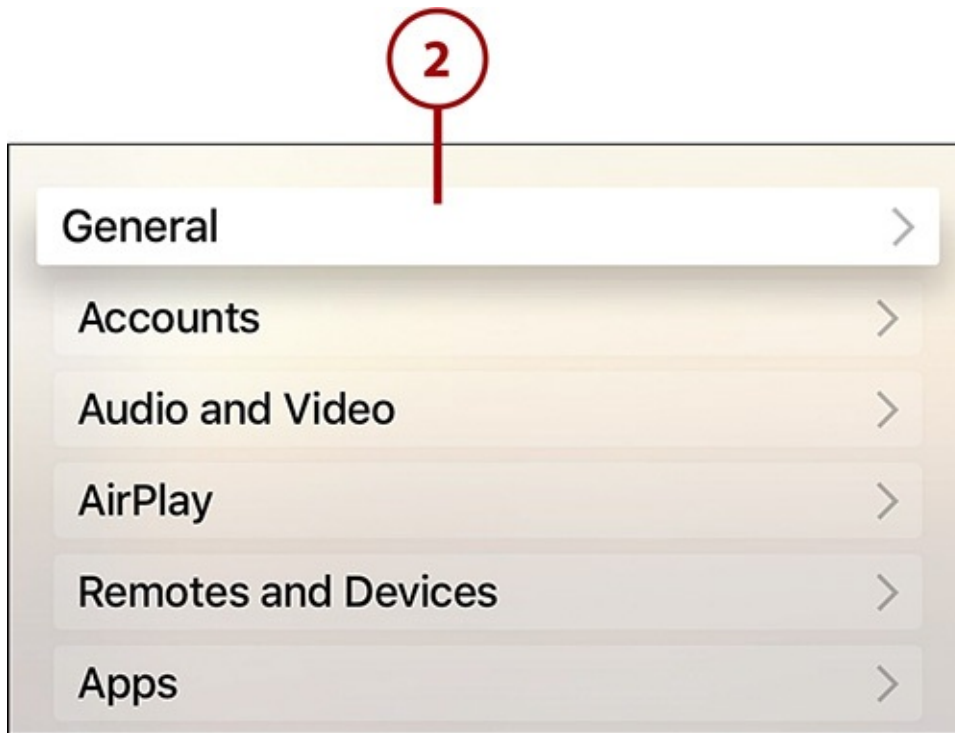 2
General
Accounts
Audio and Video
AirPlay
Remotes and Devices
Apps